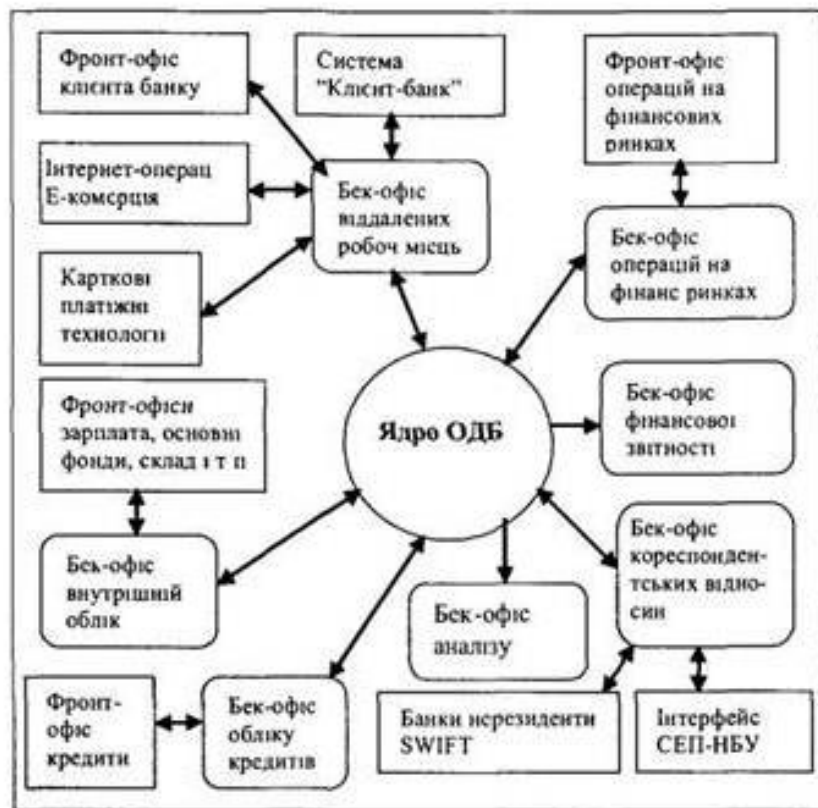 Фронт-офіс
клієнта банку
Система
"Клієнт-банк"
Фронт-офіс
операцій на
фінансових
ринках
Інтернет-операц
Е-комерція
Бек-офіс
віддалених
робоч місць
Бек-офіс
операцій на
фінанс ринках
Карткові
платіжні
технології
Фронт-офіси
зарплата, основні
фонди, склад і т п
Ядро ОДБ
Бек-офіс
фінансової
звітності
Бек-офіс
внутрішній
облік
Бек-офіс
кореспонден-
тських відно-
син
Бек-офіс
аналізу
Фронт-
офіс
кредити
Бек-офіс
обліку
кредитів
Банки нерезиденти
SWIFT
Інтерфейс
СЕП-НБУ